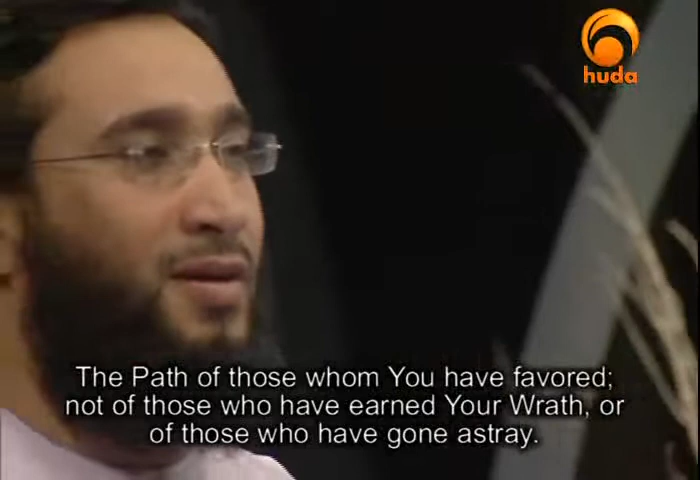 huda
The Path of those whom You have favored;
not of those who have earned Your Wrath, or
of those who have gone astray.